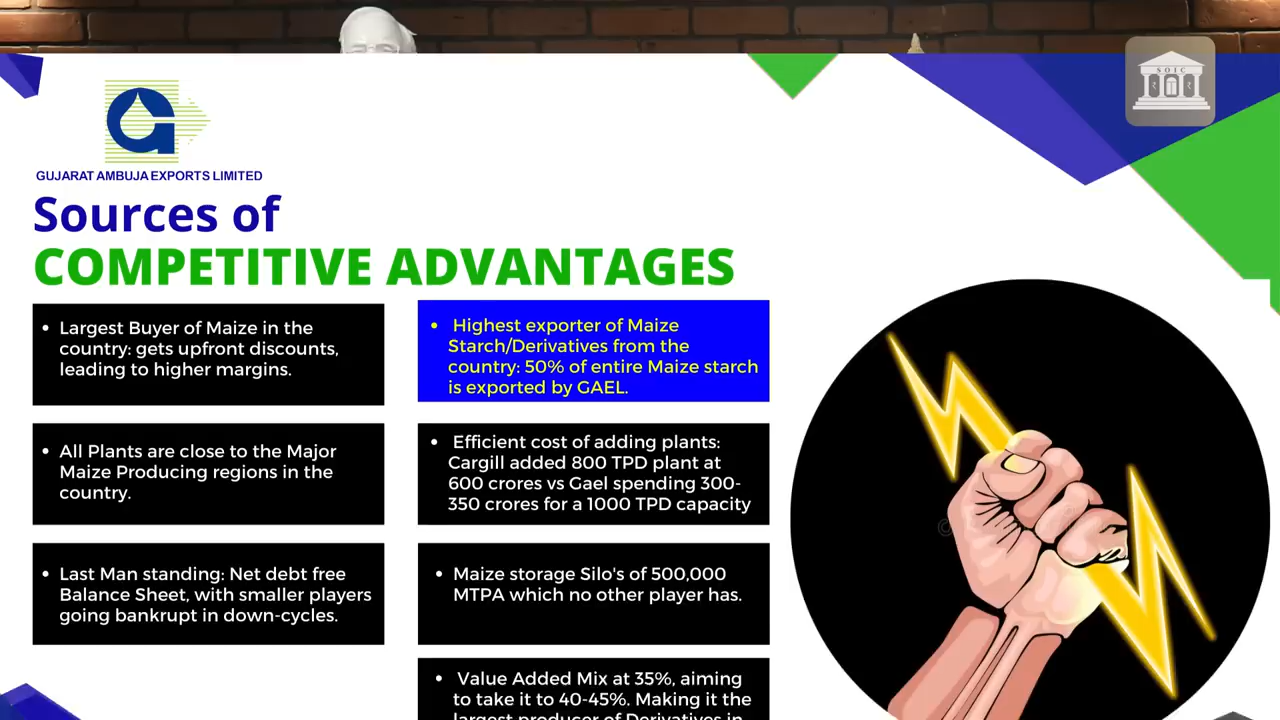 SOIC
GUJARAT AMBUJA EXPORTS LIMITED
Sources of
COMPETITIVE ADVANTAGES
• Largest Buyer of Maize in the
country: gets upfront discounts,
leading to higher margins.
• All Plants are close to the Major
Maize Producing regions in the
country.
• Last Man standing: Net debt free
Balance Sheet, with smaller players
going bankrupt in down-cycles.
• Highest exporter of Maize
Starch/Derivatives from the
country: 50% of entire Maize starch
is exported by GAEL.
• Efficient cost of adding plants:
Cargill added 800 TPD plant at
600 crores vs Gael spending 300-
350 crores for a 1000 TPD capacity
• Maize storage Silo's of 500,000
MTPA which no other player has.
• Value Added Mix at 35%, aiming
to take it to 40-45%. Making it the
largest producer of Derivatives in